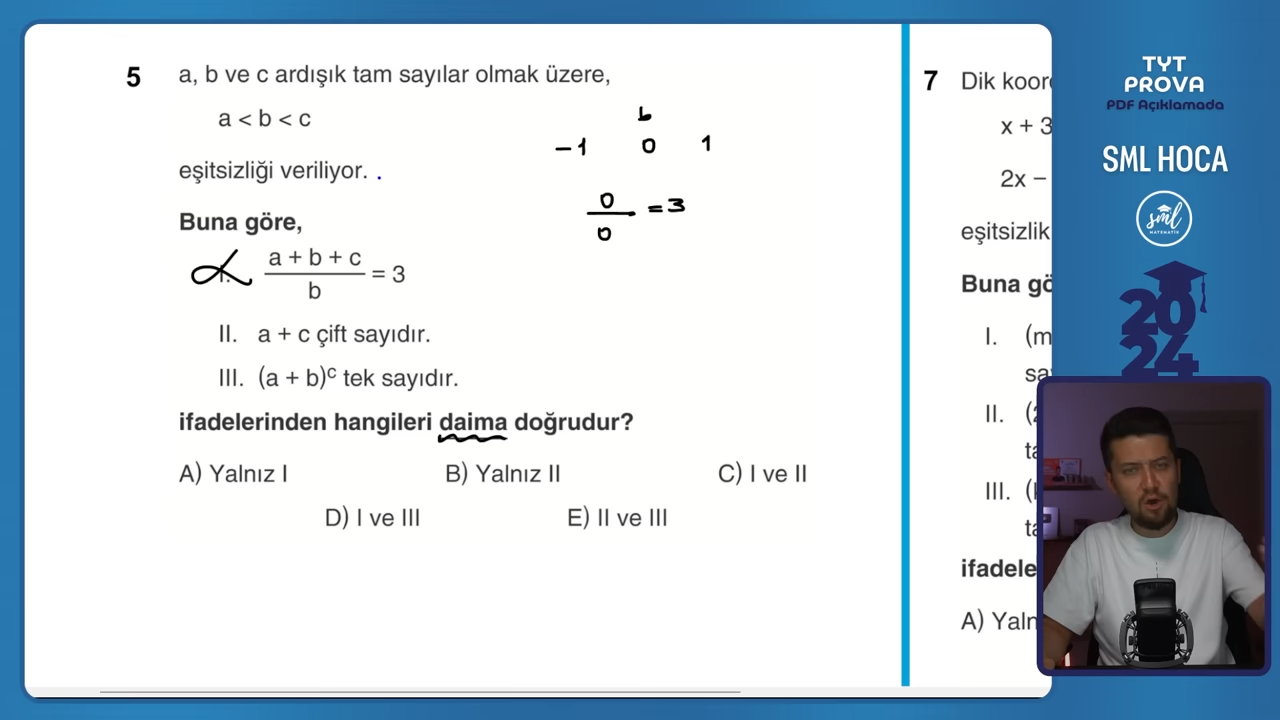 5 a, b ve c ardışık tam sayılar olmak üzere,
a < b < c
eşitsizliği veriliyor. .
Buna göre,
I. a + b + c / b = 3
II. a + c çift sayıdır.
III. (a + b)ᶜ tek sayıdır.
ifadelerinden hangileri daima doğrudur?
A) Yalnız I B) Yalnız II C) I ve II
D) I ve III E) II ve III
b
−1 0 1
0 / 0 = 3
7 Dik koor
x + 3
2x −
eşitsizlik
Buna gö
I. (m
sa
II. (2
ta
III. (
ta
ifadele
A) Yaln
TYT
PROVA
PDF Açıklamada
SML HOCA
sml
MATEMATİK
20
24